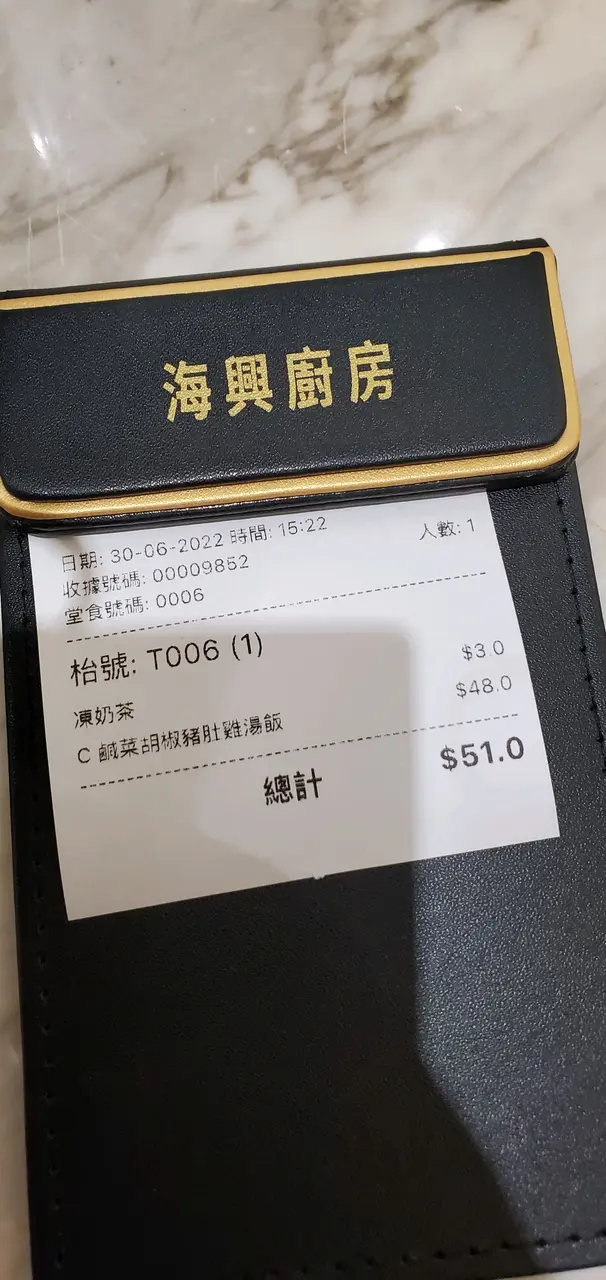 海興廚房
日期: 30-06-2022 時間: 15:22 人數: 1
收據號碼: 00009852
堂食號碼: 0006
枱號: T006 (1)
凍奶茶 $3.0
C 鹹菜胡椒豬肚雞湯飯 $48.0
總計 $51.0